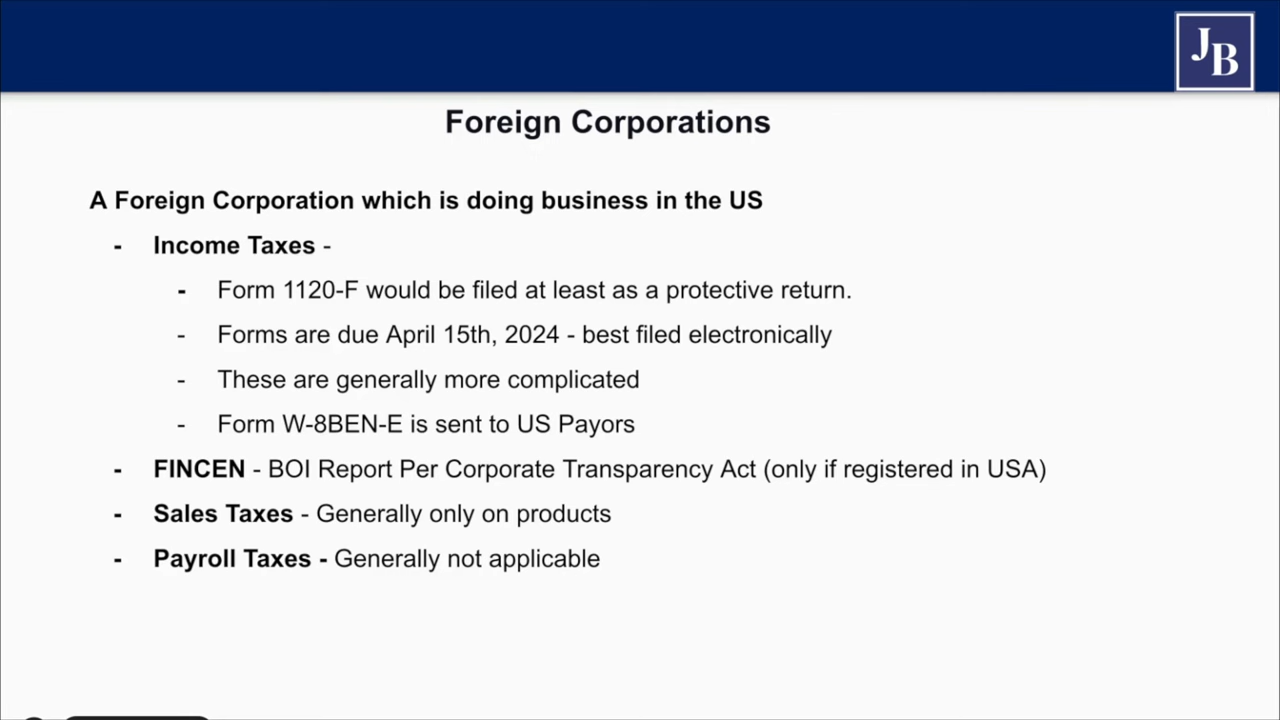 JB
Foreign Corporations
A Foreign Corporation which is doing business in the US
- Income Taxes -
- Form 1120-F would be filed at least as a protective return.
- Forms are due April 15th, 2024 - best filed electronically
- These are generally more complicated
- Form W-8BEN-E is sent to US Payors
- FINCEN - BOI Report Per Corporate Transparency Act (only if registered in USA)
- Sales Taxes - Generally only on products
- Payroll Taxes - Generally not applicable